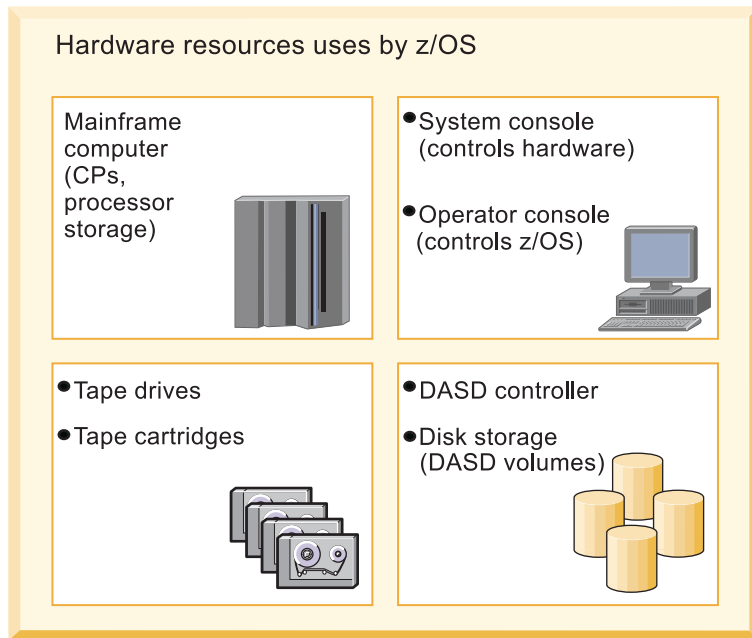 Hardware resources uses by z/OS
Mainframe
computer
(CPs,
processor
storage)
•System console
(controls hardware)
•Operator console
(controls z/OS)
•Tape drives
•Tape cartridges
•DASD controller
•Disk storage
(DASD volumes)